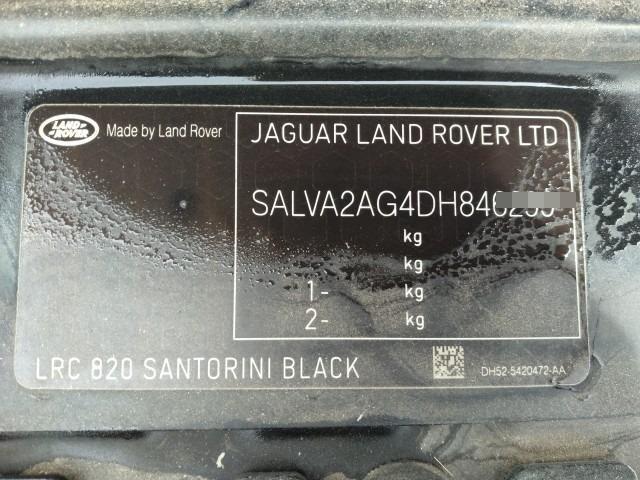 LAND ROVER
Made by Land Rover
JAGUAR LAND ROVER LTD
SALVA2AG4DH84
kg
kg
1- kg
2- kg
LRC 820 SANTORINI BLACK
DH52-5420472-AA